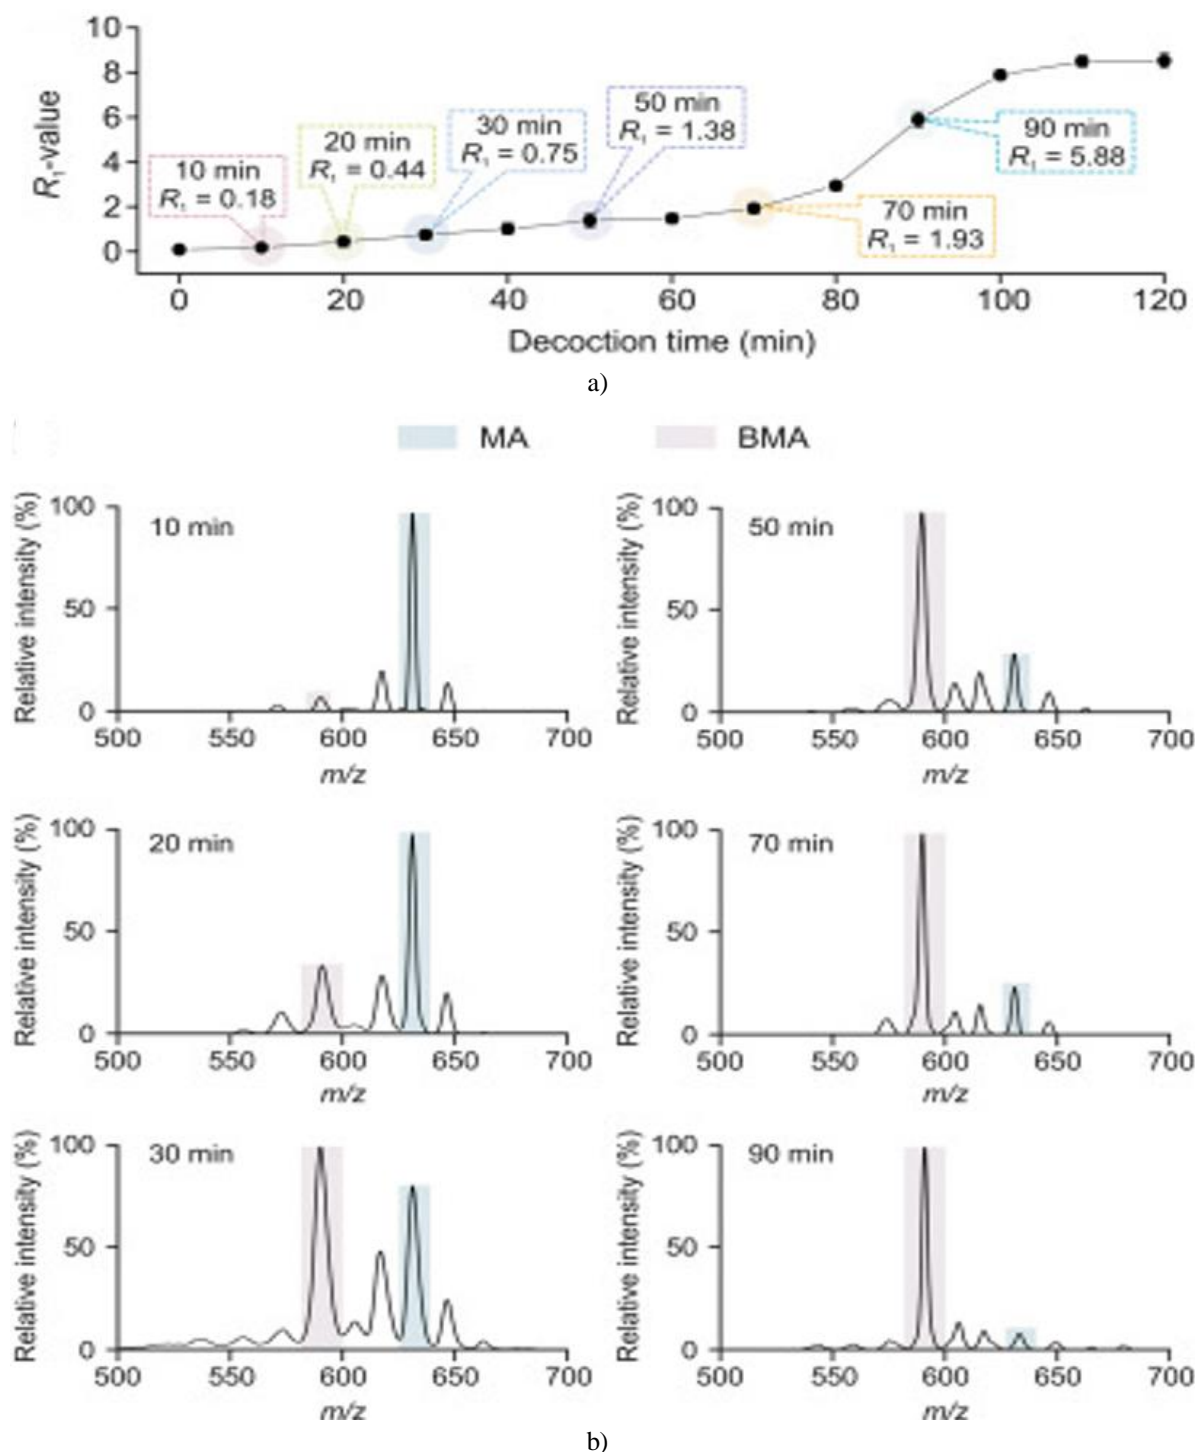 10
8
6
4
2
0
R₁-value
10 min
R₁ = 0.18
20 min
R₁ = 0.44
30 min
R₁ = 0.75
50 min
R₁ = 1.38
70 min
R₁ = 1.93
90 min
R₁ = 5.88
0 20 40 60 80 100 120
Decoction time (min)
a)
MA BMA
Relative intensity (%)
100
50
0
10 min
500 550 600 650 700
m/z
Relative intensity (%)
100
50
0
50 min
500 550 600 650 700
m/z
Relative intensity (%)
100
50
0
20 min
500 550 600 650 700
m/z
Relative intensity (%)
100
50
0
70 min
500 550 600 650 700
m/z
Relative intensity (%)
100
50
0
30 min
500 550 600 650 700
m/z
Relative intensity (%)
100
50
0
90 min
500 550 600 650 700
m/z
b)